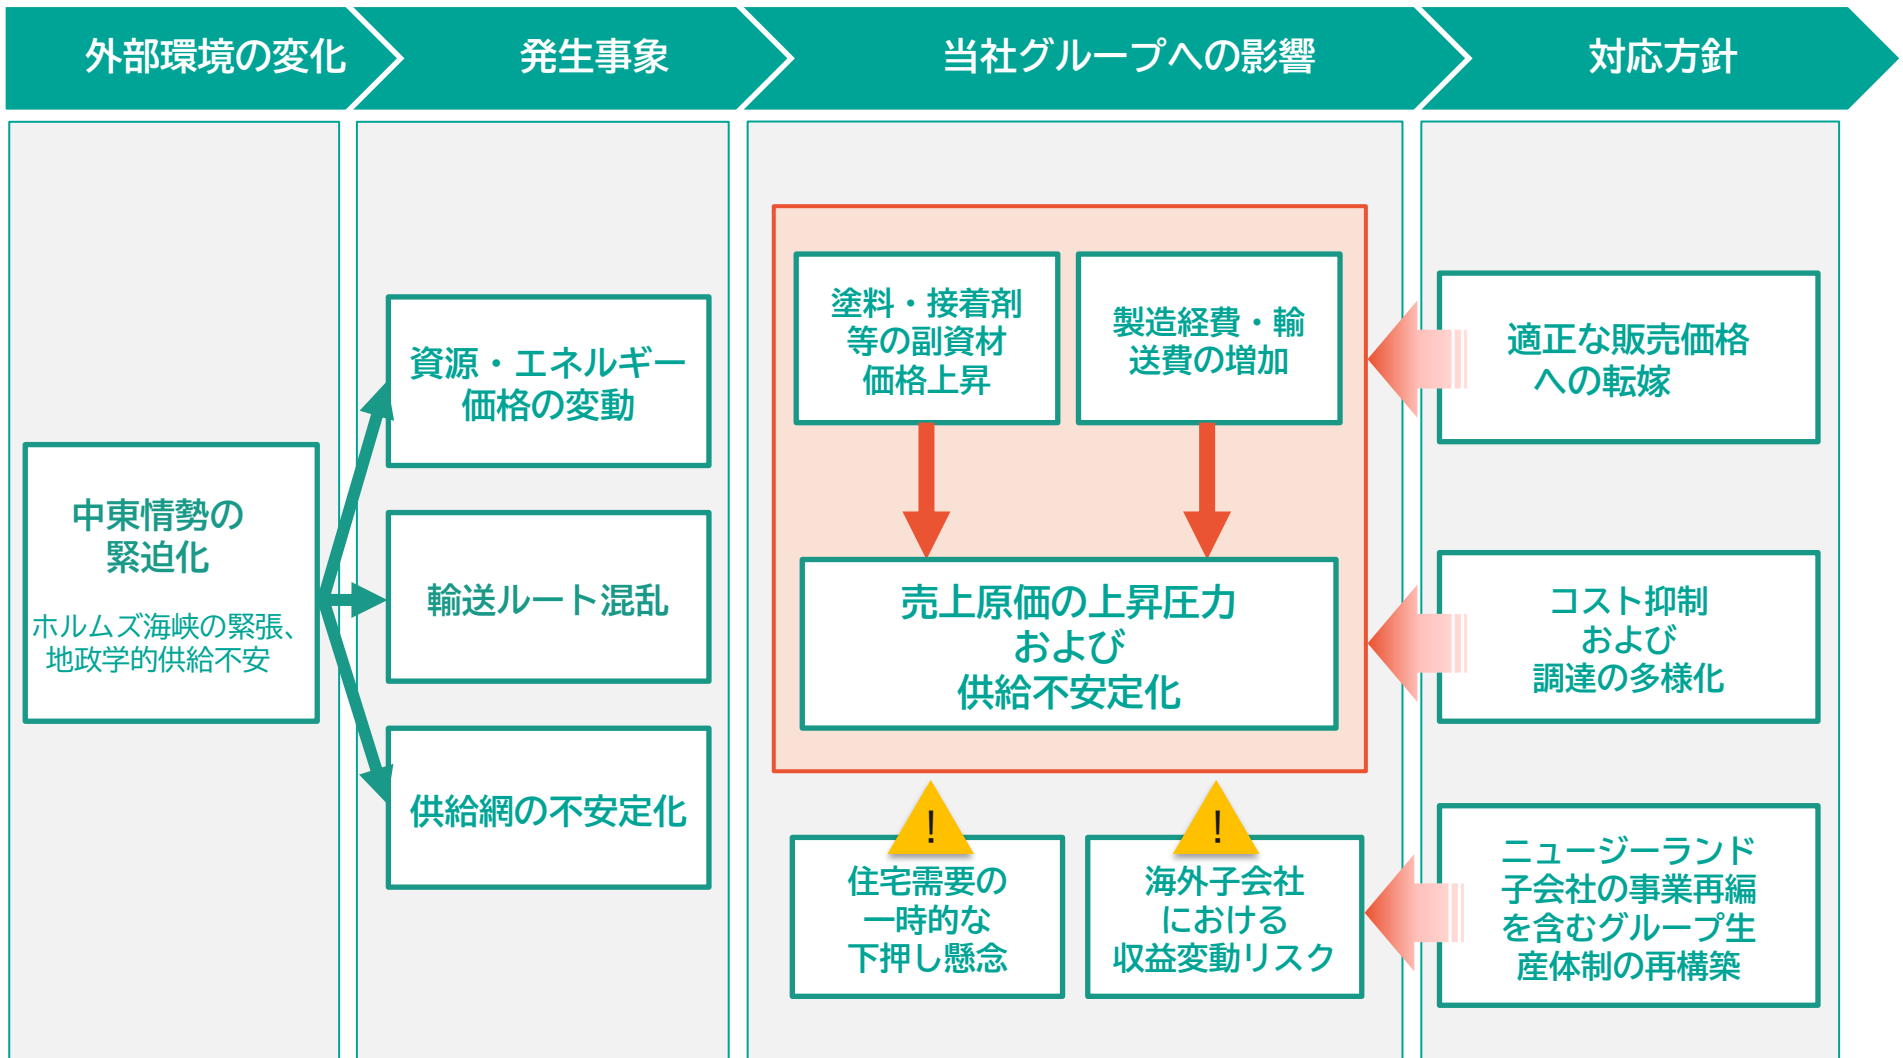 外部環境の変化
発生事象
当社グループへの影響
対応方針
中東情勢の
緊迫化
ホルムズ海峡の緊張、
地政学的供給不安
資源・エネルギー
価格の変動
輸送ルート混乱
供給網の不安定化
塗料・接着剤
等の副資材
価格上昇
製造経費・輸
送費の増加
売上原価の上昇圧力
および
供給不安定化
!
住宅需要の
一時的な
下押し懸念
!
海外子会社
における
収益変動リスク
適正な販売価格
への転嫁
コスト抑制
および
調達の多様化
ニュージーランド
子会社の事業再編
を含むグループ生
産体制の再構築